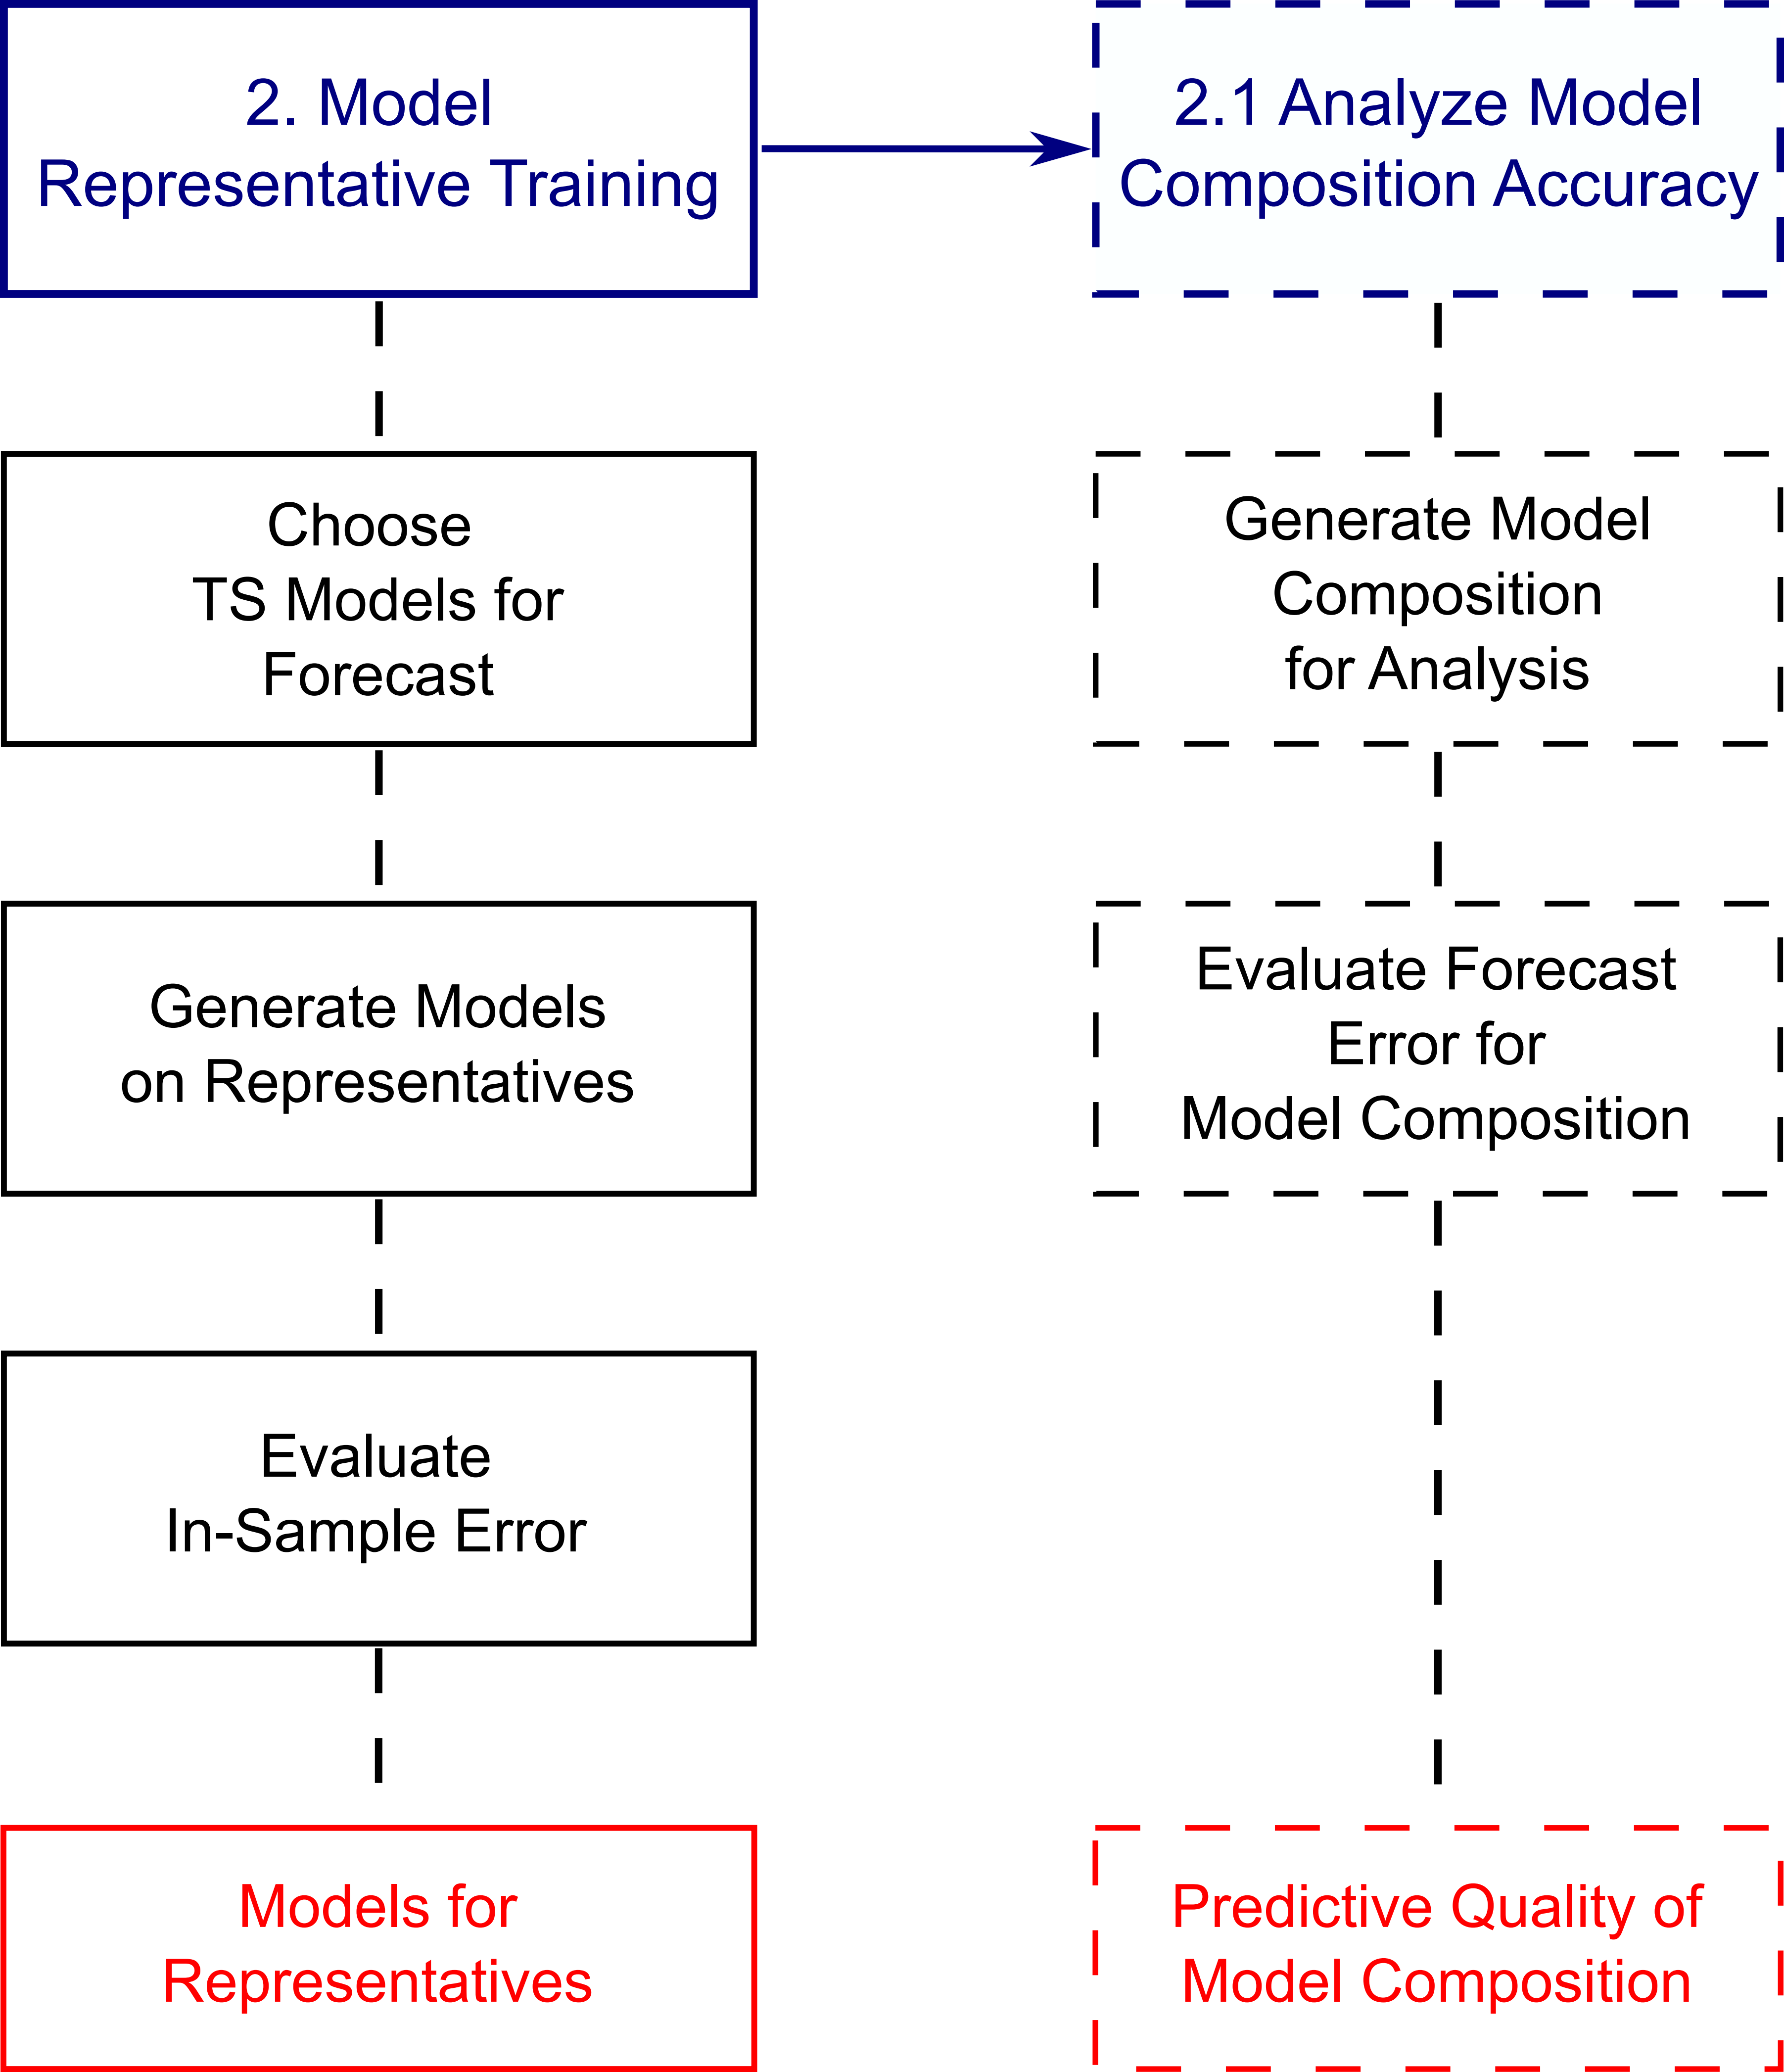 2. Model
Representative Training
2.1 Analyze Model
Composition Accuracy
Choose
TS Models for
Forecast
Generate Model
Composition
for Analysis
Generate Models
on Representatives
Evaluate Forecast
Error for
Model Composition
Evaluate
In-Sample Error
Models for
Representatives
Predictive Quality of
Model Composition